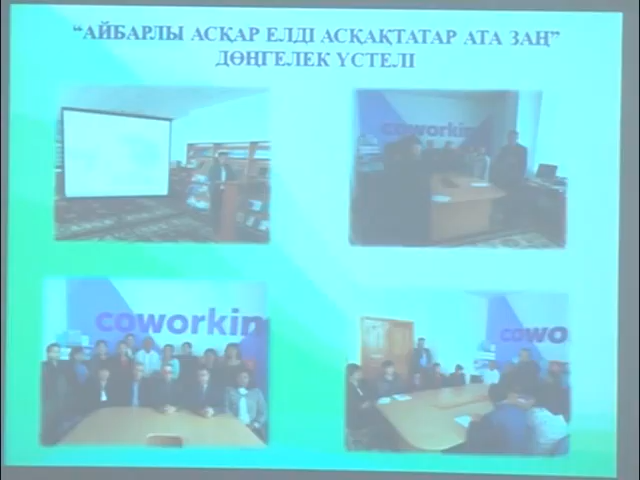 “АЙБАРЛЫ АСҚАР ЕЛДІ АСҚАҚТАТАР АТА ЗАҢ”
ДӨҢГЕЛЕК ҮСТЕЛІ
coworkin
coworkin
cowo